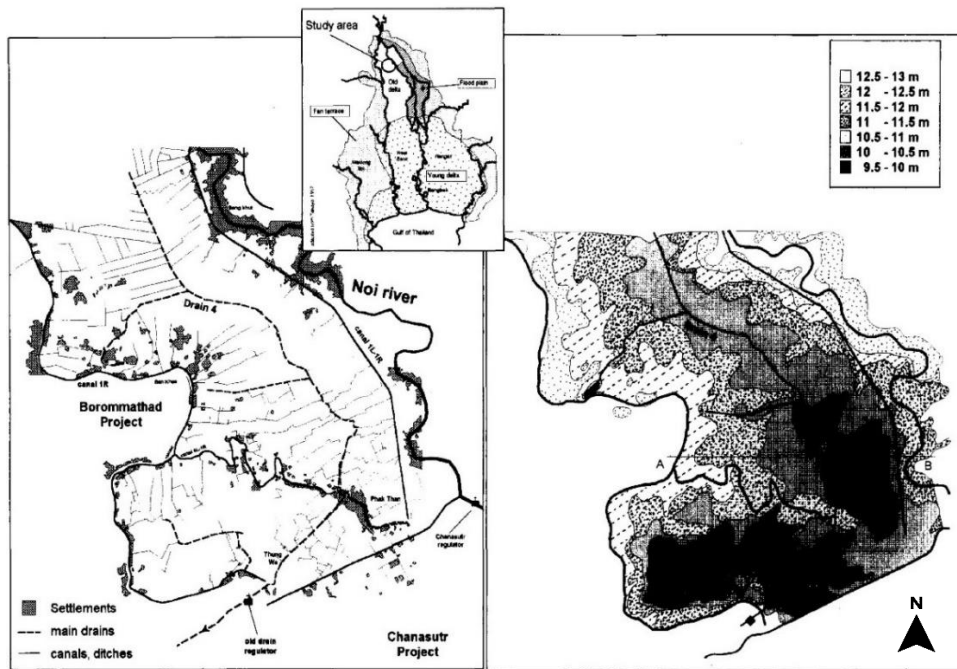 Study area
Old
delta
Flood plain
Fan terrace
Young delta
Gulf of Thailand
Noi river
Drain 4
canal 1L-1R
canal 1R
Borommathad
Project
Phak Than
Chanasutr
regulator
Thung
Wa
old drain
regulator
Chanasutr
Project
Settlements
main drains
canals, ditches
12.5 - 13 m
12 - 12.5 m
11.5 - 12 m
11 - 11.5 m
10.5 - 11 m
10 - 10.5 m
9.5 - 10 m
A
B
N